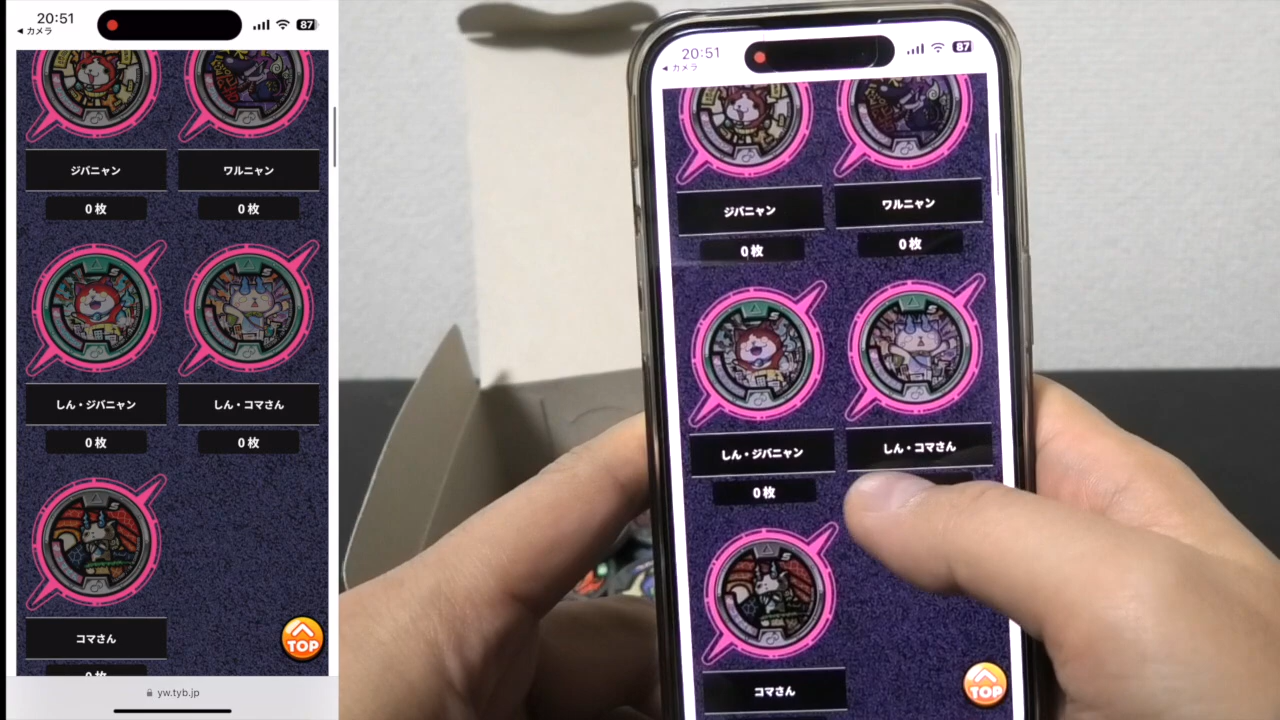 20:51
87
カメラ
ジバニャン
ワルニャン
0枚
0枚
しん・ジバニャン
しん・コマさん
0枚
0枚
コマさん
0枚
TOP
yw.tyb.jp
20:51
87
カメラ
ジバニャン
ワルニャン
0枚
0枚
しん・ジバニャン
しん・コマさん
0枚
コマさん
TOP